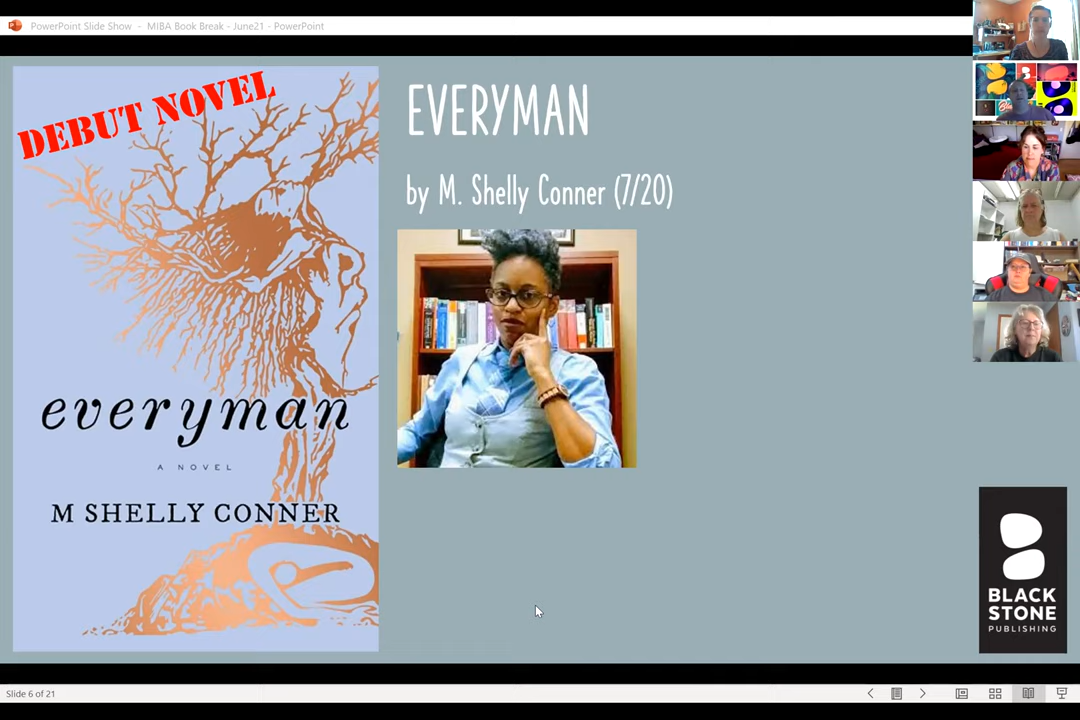 PowerPoint Slide Show - MIBA Book Break - June21 - PowerPoint
DEBUT NOVEL
everyman
A NOVEL
M SHELLY CONNER
EVERYMAN
by M. Shelly Conner (7/20)
BLACK
STONE
PUBLISHING
Slide 6 of 21